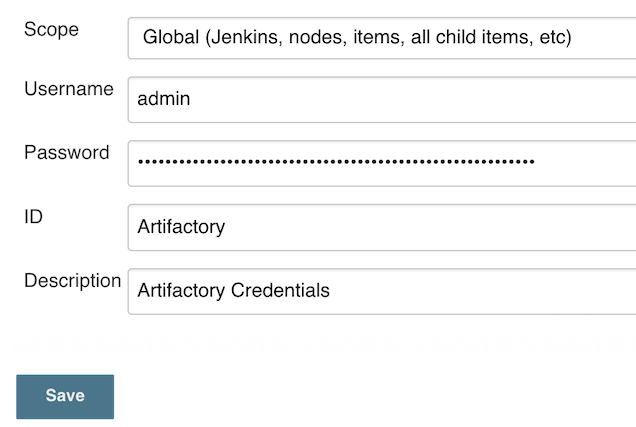 Scope
Global (Jenkins, nodes, items, all child items, etc)
Username
admin
Password
ID
Artifactory
Description
Artifactory Credentials
Save